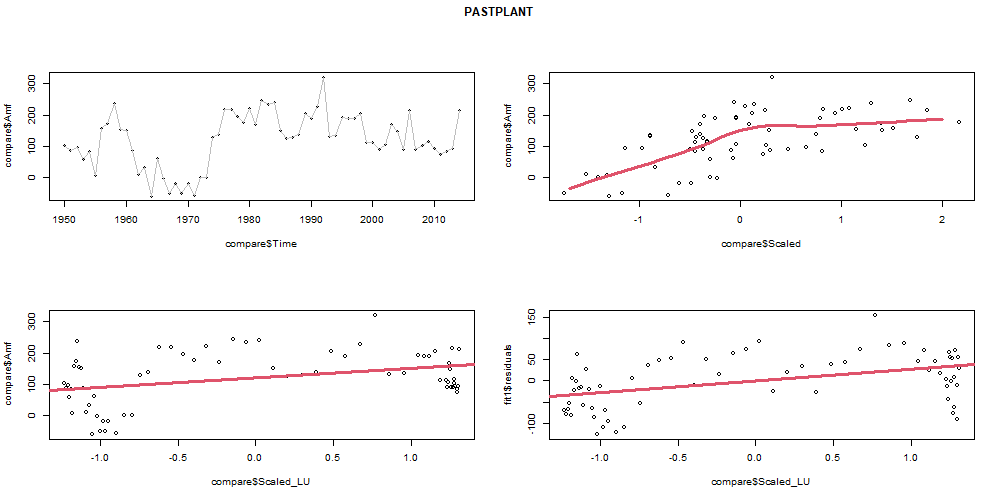 PASTPLANT
compare$Amf
0 100 200 300
1950 1960 1970 1980 1990 2000 2010
compare$Time
compare$Amf
0 100 200 300
-1 0 1 2
compare$Scaled
compare$Amf
0 100 200 300
-1.0 -0.5 0.0 0.5 1.0
compare$Scaled_LU
fit1$residuals
-100 0 50 150
-1.0 -0.5 0.0 0.5 1.0
compare$Scaled_LU